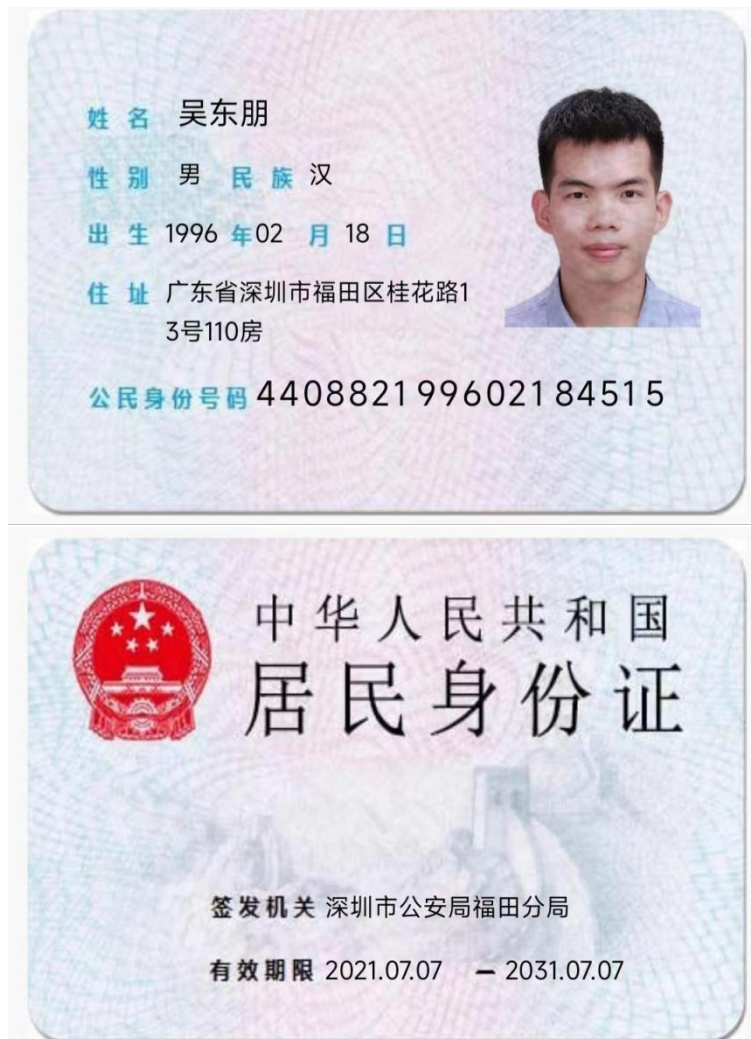 姓名 吴东朋
性别 男 民族 汉
出生 1996 年 02 月 18 日
住址 广东省深圳市福田区桂花路1
3号110房
公民身份号码 440882199602184515
中华人民共和国
居民身份证
签发机关 深圳市公安局福田分局
有效期限 2021.07.07 – 2031.07.07